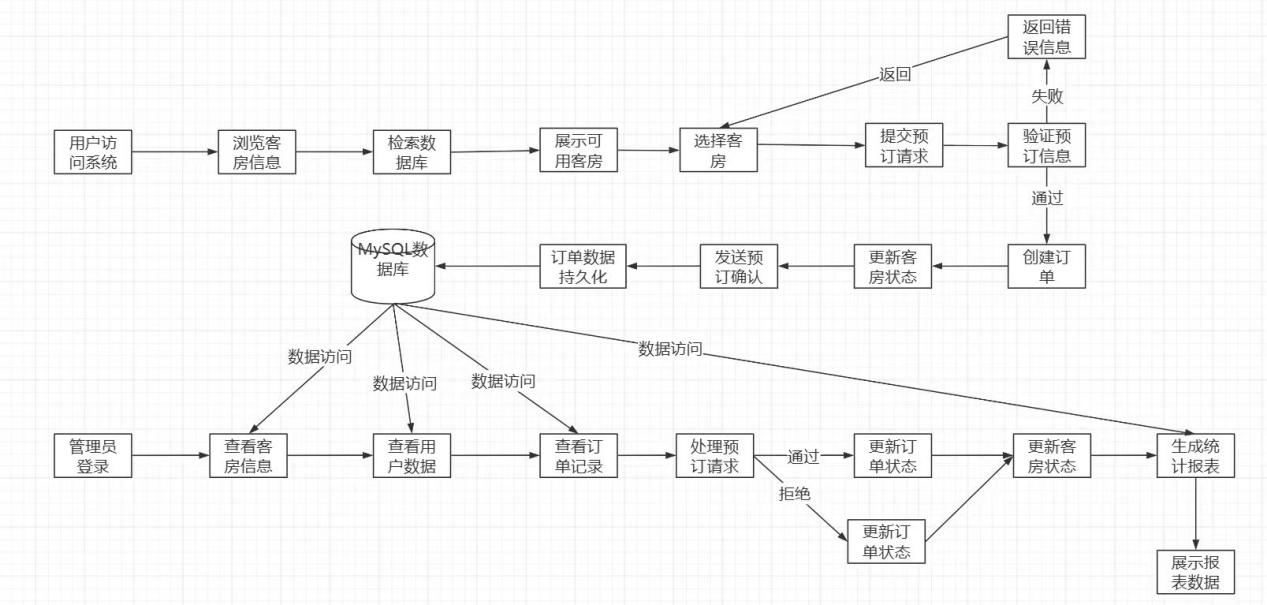 返回错
误信息
返回
失败
用户访
问系统
浏览客
房信息
检索数
据库
展示可
用客房
选择客
房
提交预
订请求
验证预
订信息
通过
MySQL数
据库
订单数据
持久化
发送预
订确认
更新客
房状态
创建订
单
数据访问
数据访问
数据访问
数据访问
管理员
登录
查看客
房信息
查看用
户数据
查看订
单记录
处理预
订请求
通过
更新订
单状态
更新客
房状态
生成统
计报表
拒绝
更新订
单状态
展示报
表数据